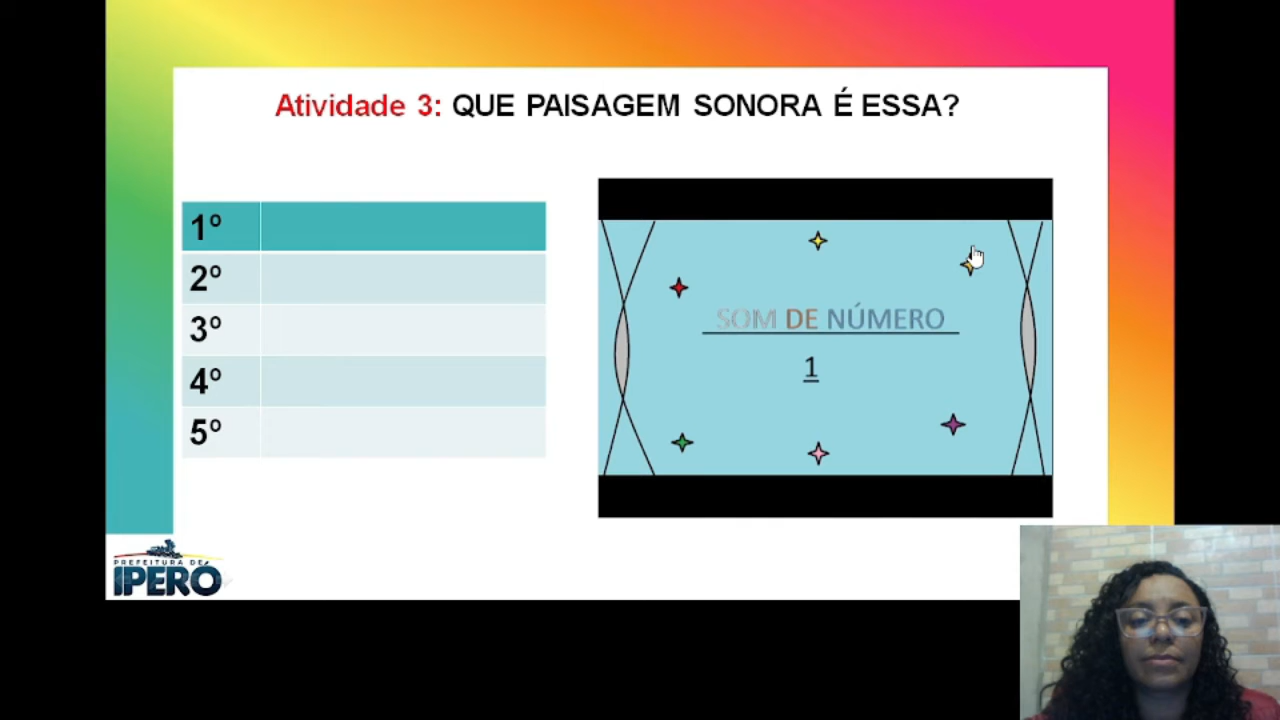 Atividade 3: QUE PAISAGEM SONORA É ESSA?
1º
2º
3º
4º
5º
SOM DE NÚMERO
1
PREFEITURA DE
IPERÓ